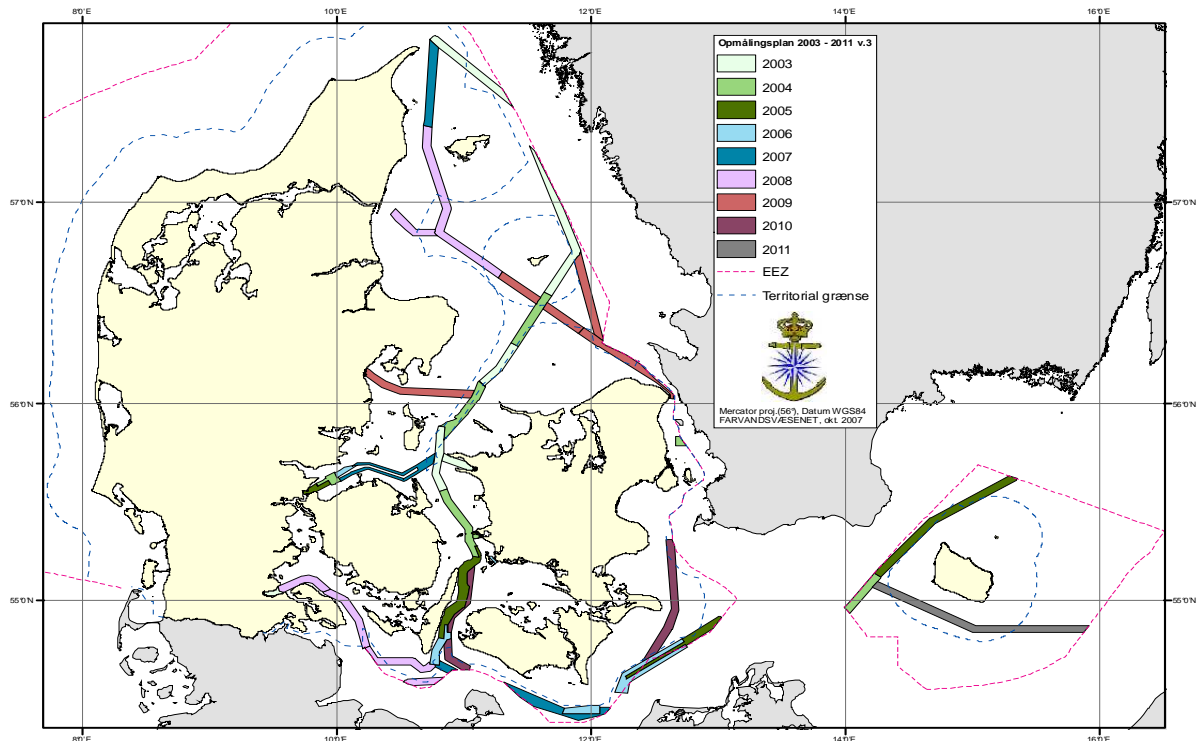 8°0'E 10°0'E 12°0'E 14°0'E 16°0'E
Opmålingsplan 2003 - 2011 v.3
2003
2004
2005
2006
2007
2008
2009
2010
2011
EEZ
Territorial grænse
Mercator proj.(56°), Datum WGS84
FARVANDSVÆSENET, okt. 2007
57°0'N 57°0'N
56°0'N 56°0'N
55°0'N 55°0'N
8°0'E 10°0'E 12°0'E 14°0'E 16°0'E